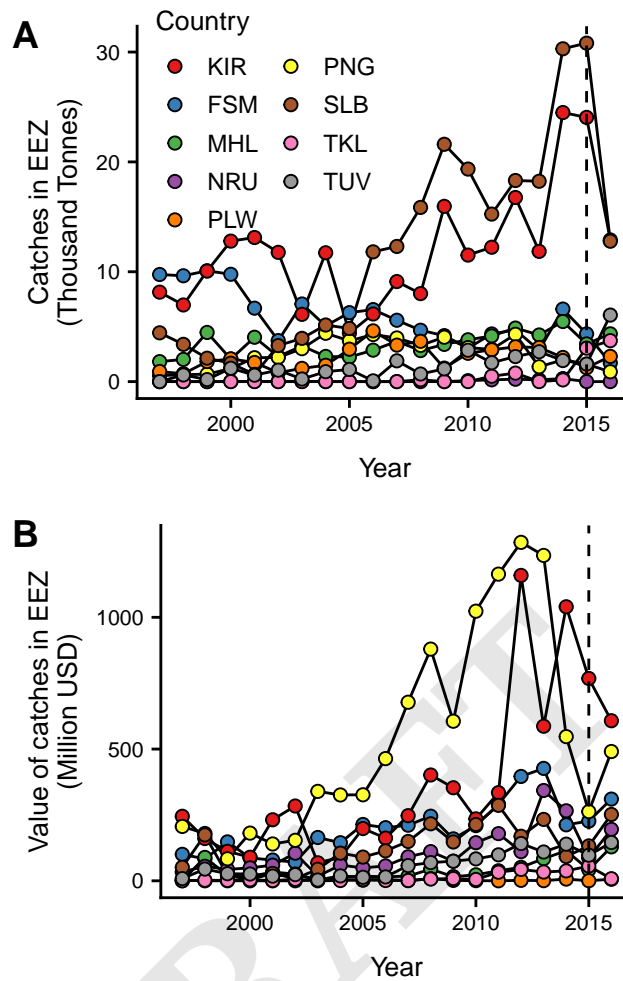 A
Country
KIR
PNG
FSM
SLB
MHL
TKL
NRU
TUV
PLW
Catches in EEZ
(Thousand Tonnes)
30
20
10
0
2000
2005
2010
2015
Year
B
Value of catches in EEZ
(Million USD)
1000
500
0
2000
2005
2010
2015
Year
DRAFT